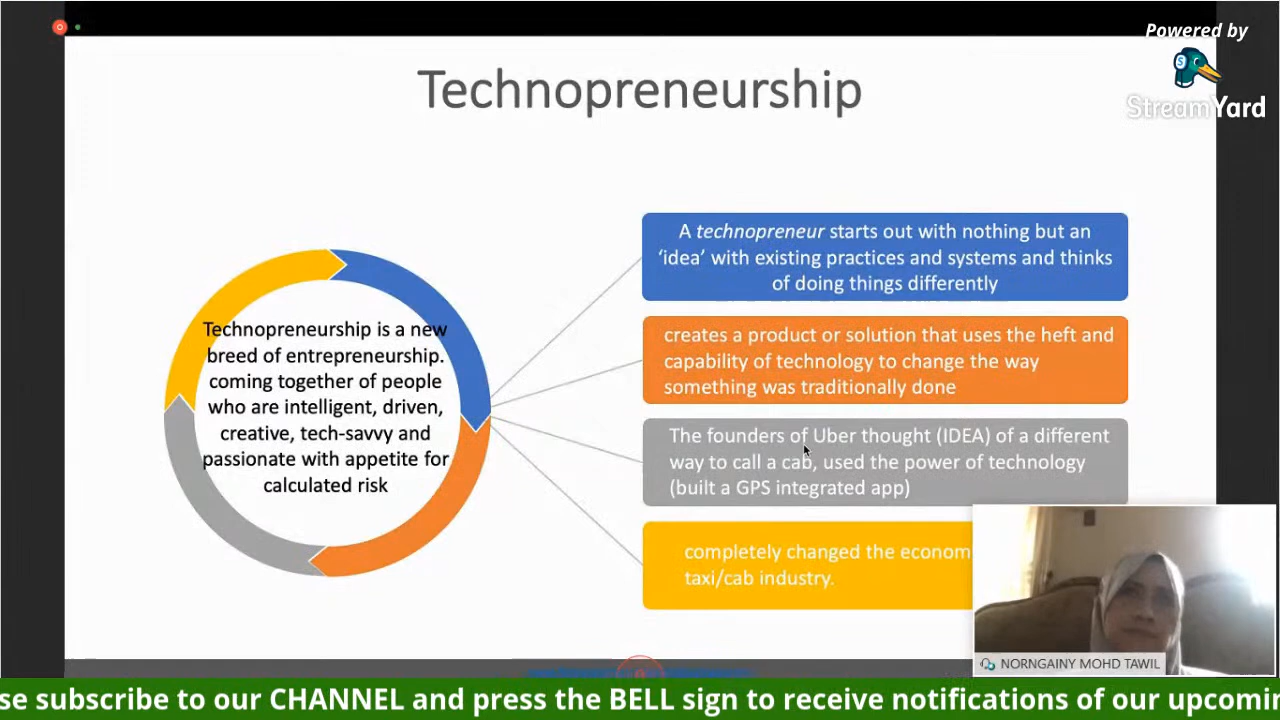 Powered by
StreamYard
Technopreneurship
Technopreneurship is a new
breed of entrepreneurship.
coming together of people
who are intelligent, driven,
creative, tech-savvy and
passionate with appetite for
calculated risk
A technopreneur starts out with nothing but an
‘idea’ with existing practices and systems and thinks
of doing things differently
creates a product or solution that uses the heft and
capability of technology to change the way
something was traditionally done
The founders of Uber thought (IDEA) of a different
way to call a cab, used the power of technology
(built a GPS integrated app)
completely changed the econom
taxi/cab industry.
NORNGAINY MOHD TAWIL
se subscribe to our CHANNEL and press the BELL sign to receive notifications of our upcomin